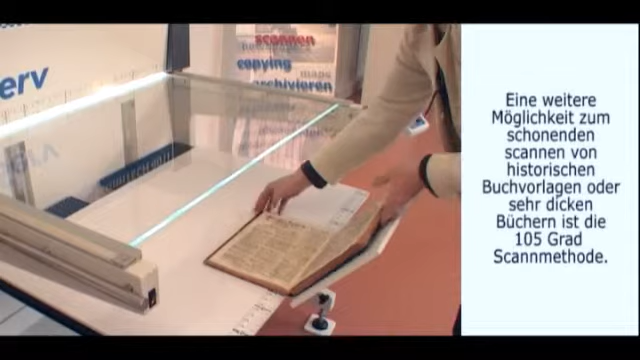 scannen
copying
maps
archivieren
erv
Eine weitere
Möglichkeit zum
schonenden
scannen von
historischen
Buchvorlagen oder
sehr dicken
Büchern ist die
105 Grad
Scannmethode.